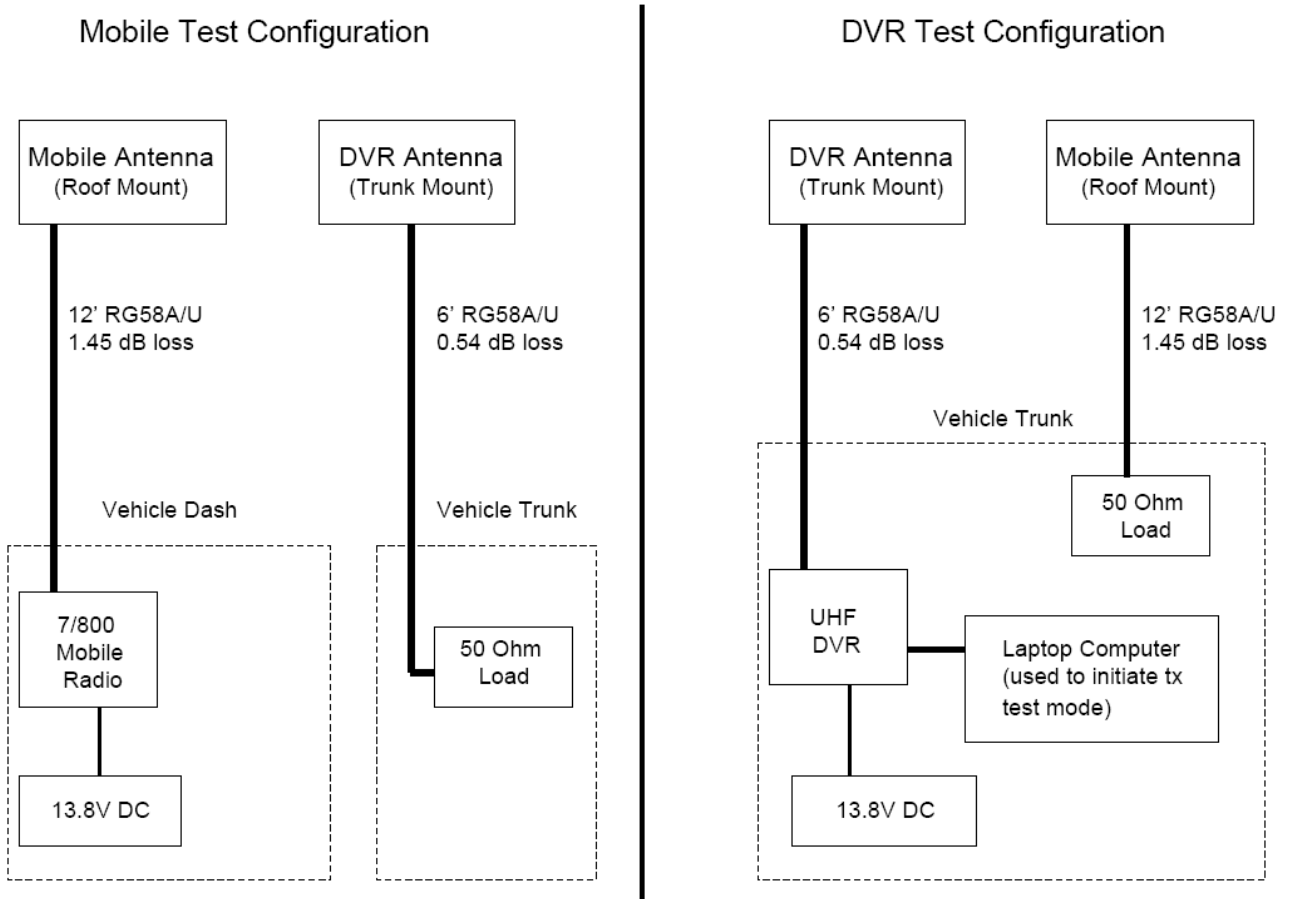 Mobile Test Configuration
Mobile Antenna
(Roof Mount)
DVR Antenna
(Trunk Mount)
12' RG58A/U
1.45 dB loss
6' RG58A/U
0.54 dB loss
Vehicle Dash
Vehicle Trunk
7/800
Mobile
Radio
50 Ohm
Load
13.8V DC
DVR Test Configuration
DVR Antenna
(Trunk Mount)
Mobile Antenna
(Roof Mount)
6' RG58A/U
0.54 dB loss
12' RG58A/U
1.45 dB loss
Vehicle Trunk
50 Ohm
Load
UHF
DVR
Laptop Computer
(used to initiate tx
test mode)
13.8V DC